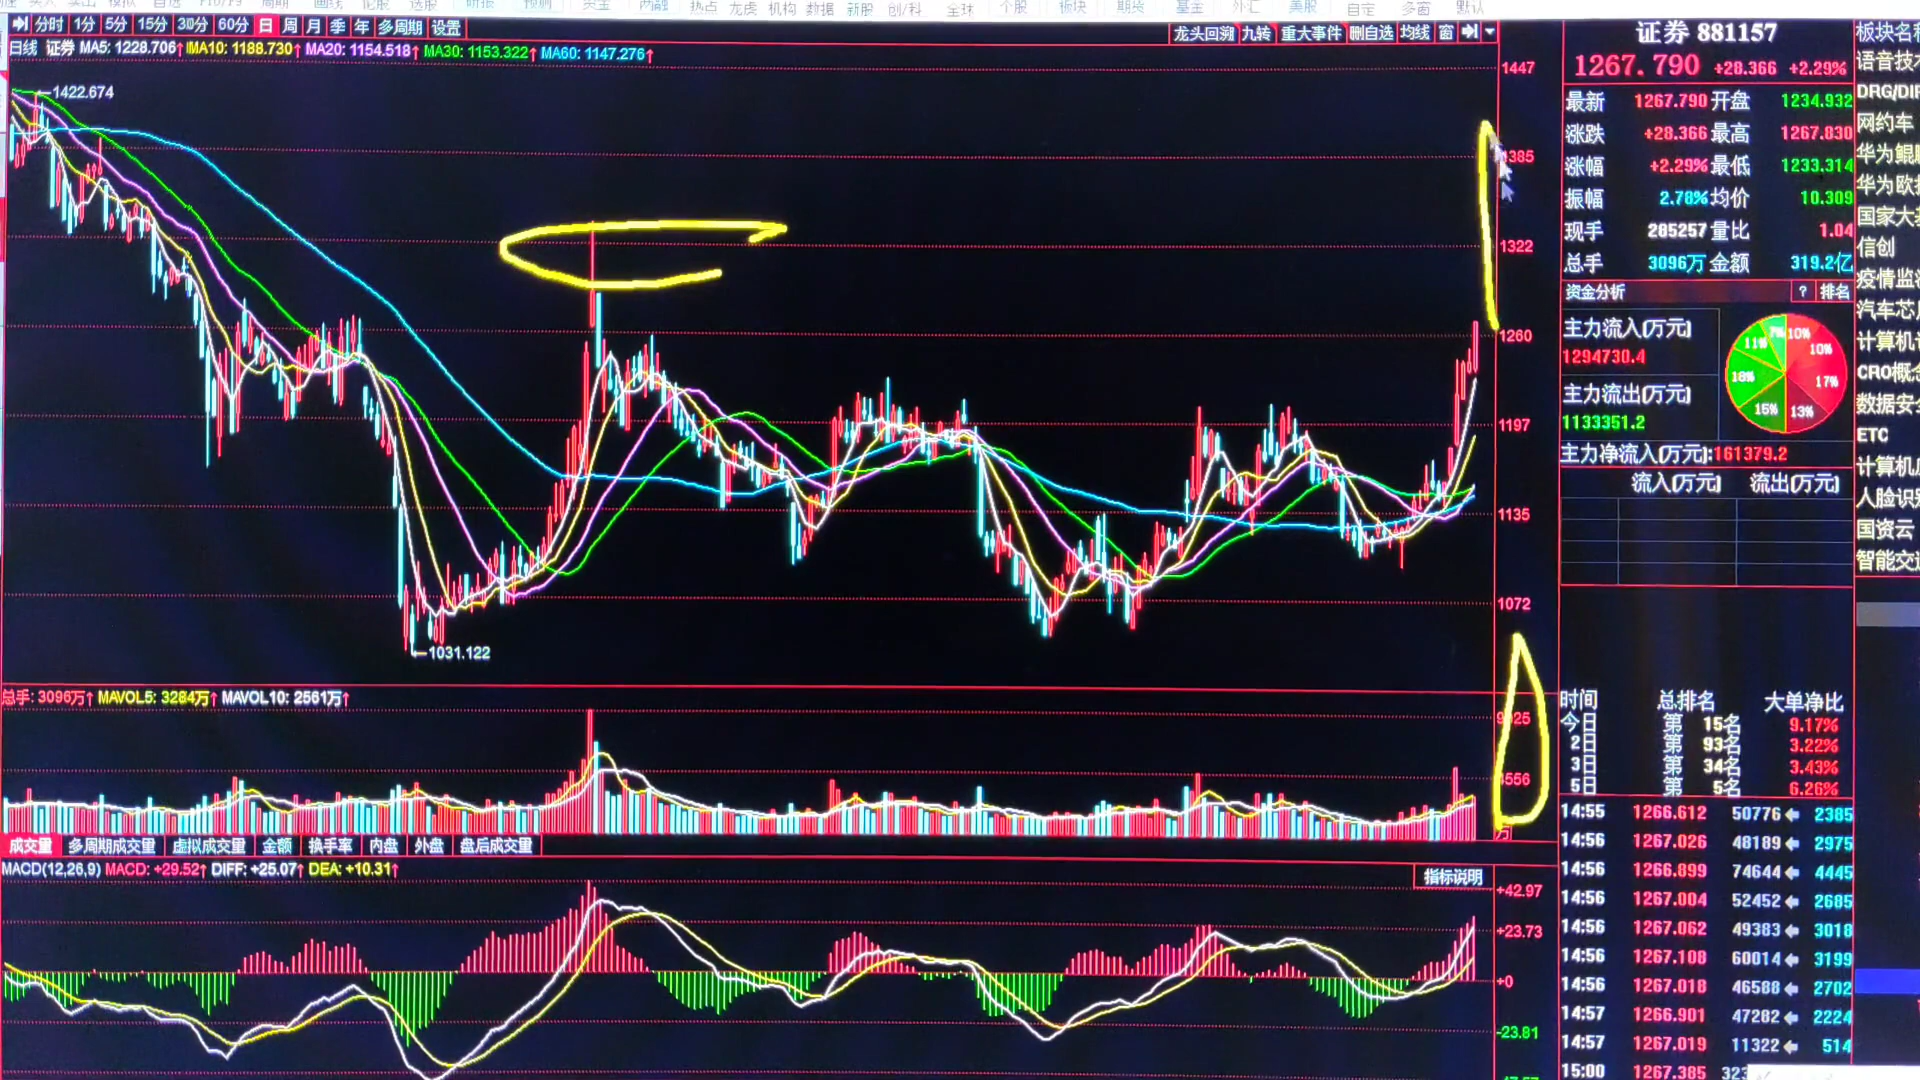 分时 1分 5分 15分 30分 60分 日 周 月 季 年 多周期 设置
龙头回溯 九转 重大事件 删自选 均线 窗
日线 证券 MA5: 1228.706↑ MA10: 1188.730↑ MA20: 1154.518↑ MA30: 1153.322↑ MA60: 1147.276↑
1422.674
1031.122
1447
1385
1322
1260
1197
1135
1072
总手: 3096万↑ MAVOL5: 3284万↑ MAVOL10: 2561万↑
成交量 多周期成交量 虚拟成交量 金额 换手率 内盘 外盘 盘后成交量
MACD(12,26,9) MACD: +29.52↑ DIFF: +25.07↑ DEA: +10.31↑
指标说明
+42.97
+23.73
+0
-23.81
证券 881157
1267.790 +28.366 +2.29%
最新 1267.790 开盘 1234.932
涨跌 +28.366 最高 1267.830
涨幅 +2.29% 最低 1233.314
振幅 2.78% 均价 10.309
现手 285257 量比 1.04
总手 3096万 金额 319.2亿
资金分析 ? 排名
主力流入(万元)
1294730.4
主力流出(万元)
1133351.2
7% 10%
11% 10%
18% 17%
15% 13%
主力净流入(万元):161379.2
流入(万元) 流出(万元)
时间 总排名 大单净比
今日 第 15名 9.17%
2日 第 93名 3.22%
3日 第 34名 3.43%
5日 第 5名 6.26%
14:55 1266.612 50776 2385
14:56 1267.026 48189 2975
14:56 1266.899 74644 4445
14:56 1267.004 52452 2685
14:56 1267.062 49383 3018
14:56 1267.108 60014 3199
14:56 1267.018 46588 2702
14:57 1266.901 47282 2224
14:57 1267.019 11322 514
15:00 1267.385
板块名称
语音技
DRG/DIP
网约车
华为鲲
华为欧
国家大
信创
疫情监
汽车芯
计算机
CRO概念
数据安
ETC
计算机
人脸识
国资云
智能交